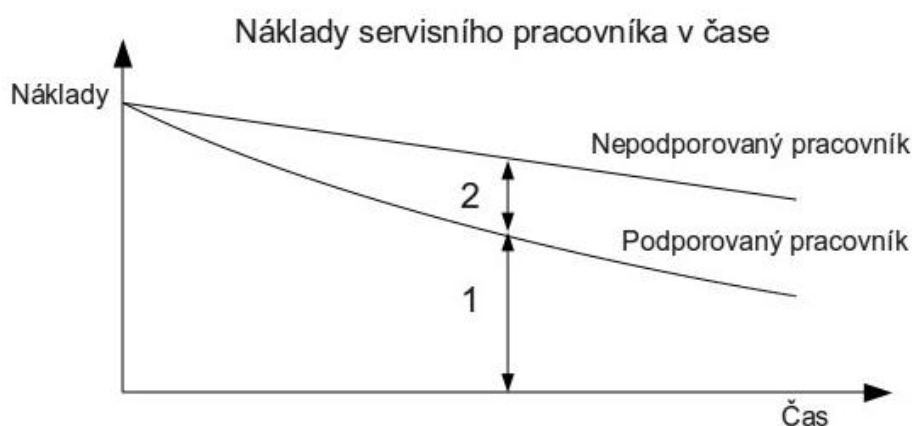 Náklady servisního pracovníka v čase
Náklady
Nepodporovaný pracovník
2
Podporovaný pracovník
1
Čas